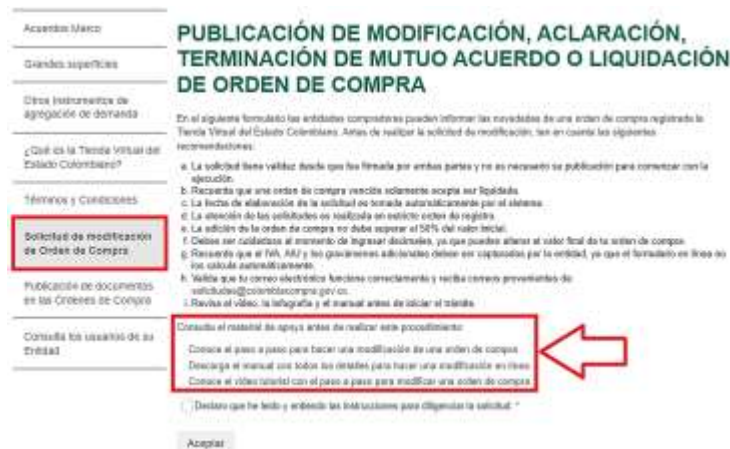 Acuerdos Marco
Grandes superficies
Otros Instrumentos de
agregación de demanda
¿Qué es la Tienda Virtual del
Estado Colombiano?
Términos y Condiciones
Solicitud de modificación
de Orden de Compra
Publicación de documentos
en las Órdenes de Compra
Consulta los usuarios de su
Entidad
PUBLICACIÓN DE MODIFICACIÓN, ACLARACIÓN,
TERMINACIÓN DE MUTUO ACUERDO O LIQUIDACIÓN
DE ORDEN DE COMPRA
En el siguiente formulario las entidades compradoras pueden informar las novedades de una orden de compra registrada la
Tienda Virtual del Estado Colombiano. Antes de realizar la solicitud de modificación, ten en cuenta las siguientes
recomendaciones:
a. La solicitud tiene validez desde que fue firmada por ambas partes y no es necesario su publicación para comenzar con la
ejecución.
b. Recuerda que una orden de compra vencida solamente acepta ser liquidada.
c. La fecha de elaboración de la solicitud es tomada automáticamente por el sistema.
d. La atención de las solicitudes es realizada en estricto orden de registro.
e. La adición de la orden de compra no debe superar el 50% del valor inicial.
f. Debes ser cuidadoso al momento de ingresar decimales, ya que pueden alterar el valor final de tu orden de compra.
g. Recuerda que el IVA, AIU y los gravámenes adicionales deben ser capturados por la entidad, ya que el formulario en línea no
los calcula automáticamente.
h. Valida que tu correo electrónico funcione correctamente y reciba correos provenientes de:
solicitudes@colombiacompra.gov.co.
i. Revisa el vídeo, la infografía y el manual antes de iniciar el trámite.
Consulta el material de apoyo antes de realizar este procedimiento:
Conoce el paso a paso para hacer una modificación de una orden de compra
Descarga el manual con todos los detalles para hacer una modificación en línea
Conoce el vídeo tutorial con el paso a paso para modificar una orden de compra
Declaro que he leído y entiendo las instrucciones para diligenciar la solicitud. *
Aceptar